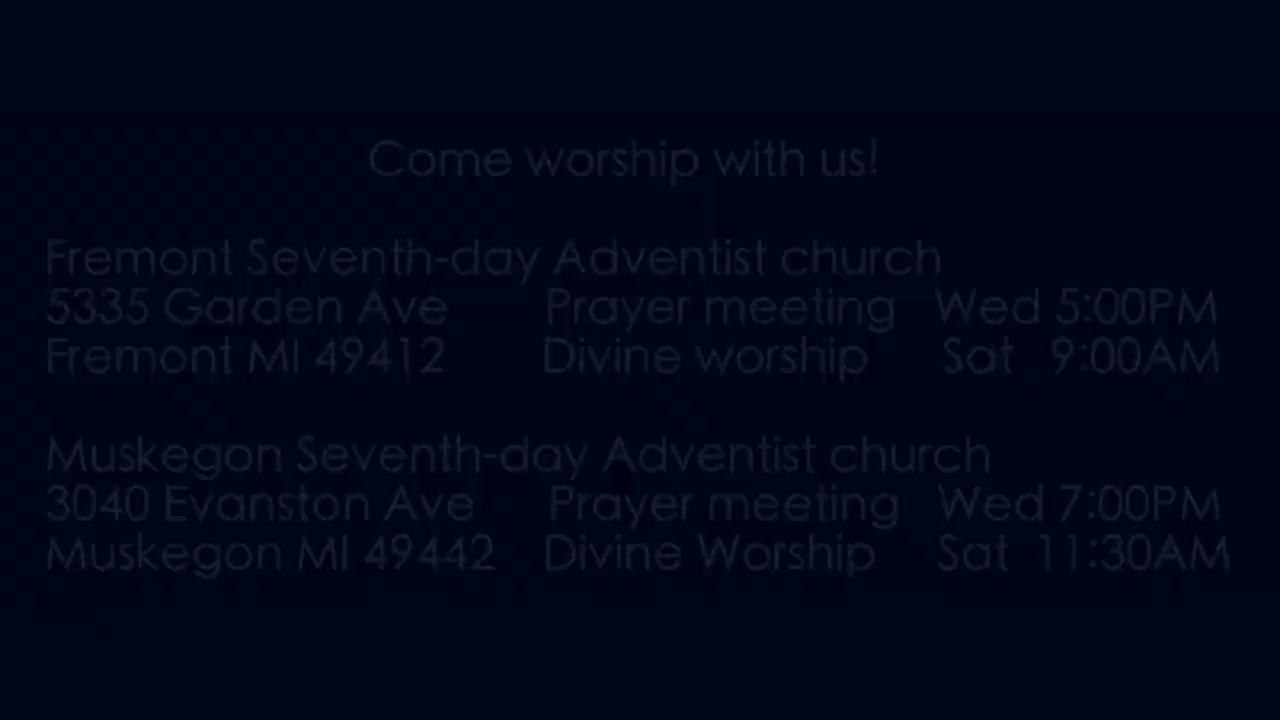 Come worship with us!
Fremont Seventh-day Adventist church
5335 Garden Ave Prayer meeting Wed 5:00PM
Fremont MI 49412 Divine worship Sat 9:00AM
Muskegon Seventh-day Adventist church
3040 Evanston Ave Prayer meeting Wed 7:00PM
Muskegon MI 49442 Divine Worship Sat 11:30AM